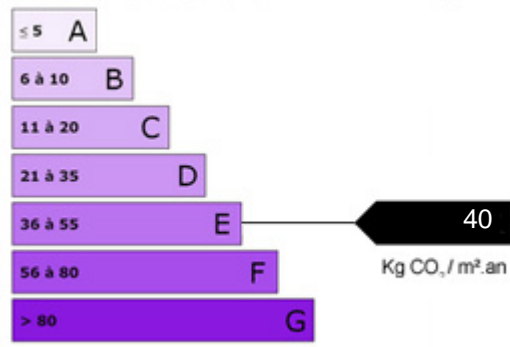 ≤ 5 A
6 à 10 B
11 à 20 C
21 à 35 D
36 à 55 E
40
Kg CO₂ / m².an
56 à 80 F
> 80 G